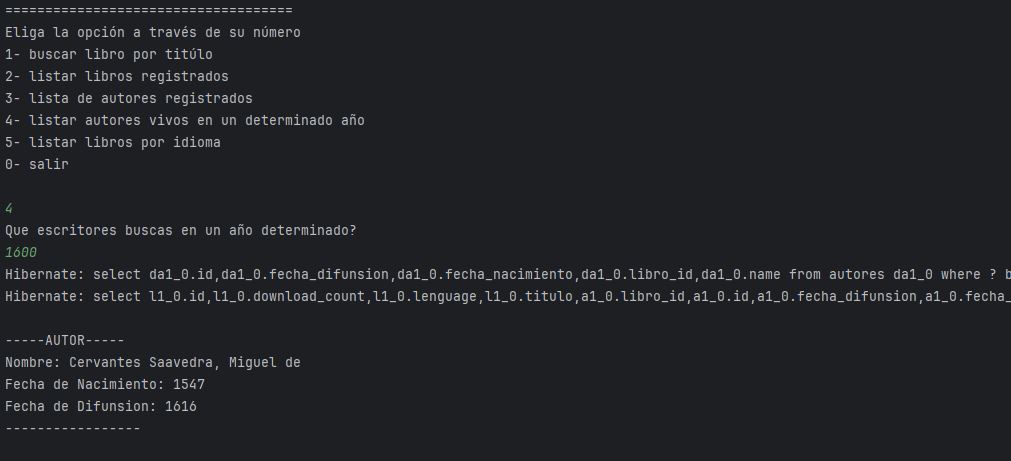 ====================================
Eliga la opción a través de su número
1- buscar libro por titúlo
2- listar libros registrados
3- lista de autores registrados
4- listar autores vivos en un determinado año
5- listar libros por idioma
0- salir
4
Que escritores buscas en un año determinado?
1600
Hibernate: select da1_0.id,da1_0.fecha_difunsion,da1_0.fecha_nacimiento,da1_0.libro_id,da1_0.name from autores da1_0 where ? b
Hibernate: select l1_0.id,l1_0.download_count,l1_0.lenguage,l1_0.titulo,a1_0.libro_id,a1_0.id,a1_0.fecha_difunsion,a1_0.fecha_
-----AUTOR-----
Nombre: Cervantes Saavedra, Miguel de
Fecha de Nacimiento: 1547
Fecha de Difunsion: 1616
-----------------